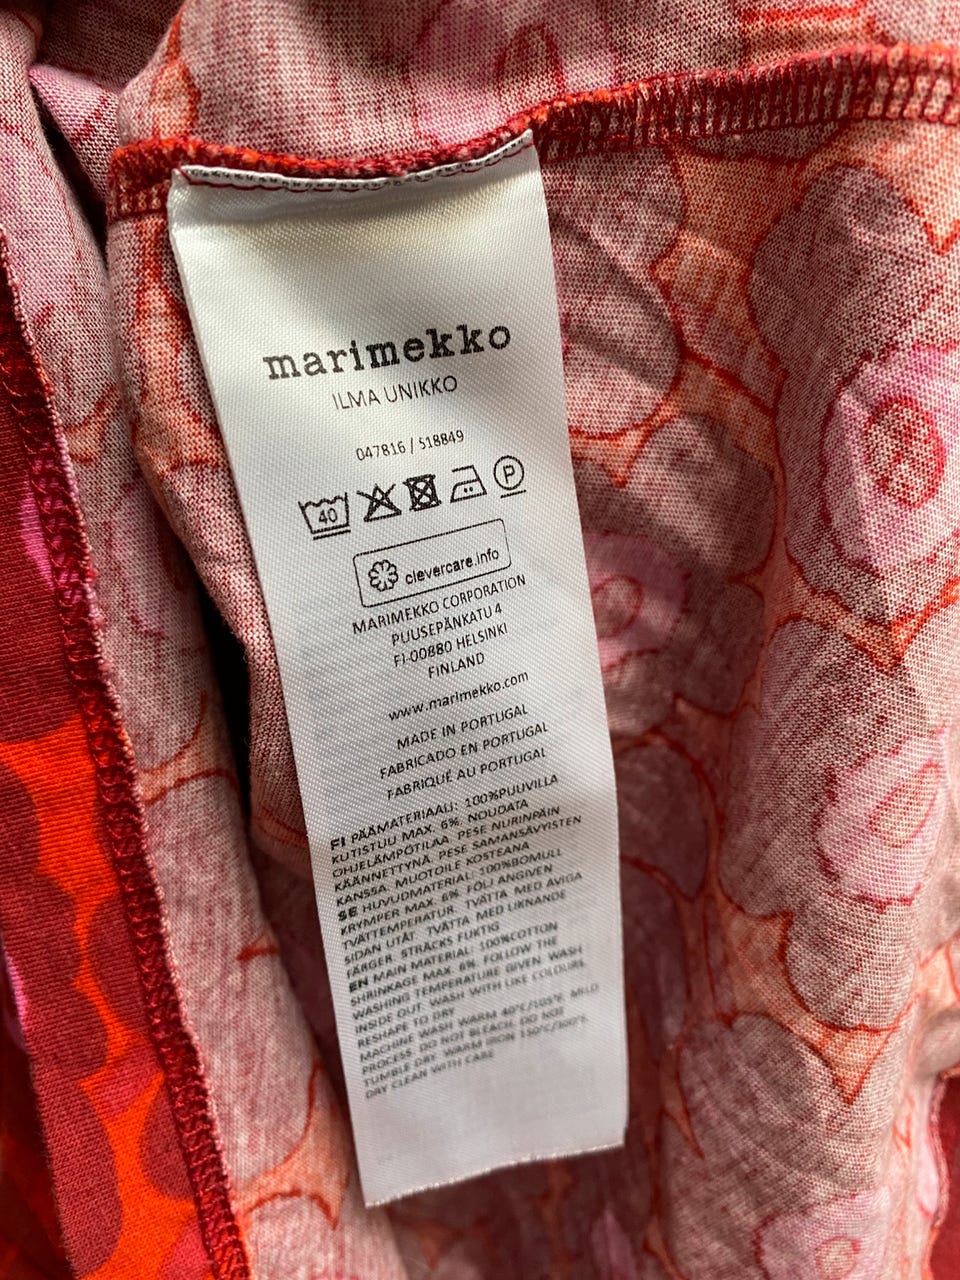 marimekko
ILMA UNIKKO
047816 / 518849
40 P
clevercare.info
MARIMEKKO CORPORATION
PUUSEPÄNKATU 4
FI-00880 HELSINKI
FINLAND
www.marimekko.com
MADE IN PORTUGAL
FABRICADO EN PORTUGAL
FABRIQUÉ AU PORTUGAL
FI PÄÄMATERIAALI: 100%PUUVILLA
KUTISTUU MAX. 6%, NOUDATA
OHJELÄMPÖTILAA. PESE NURINPÄIN
KÄÄNNETTYNÄ. PESE SAMANSÄVYISTEN
KANSSA. MUOTOILE KOSTEANA
SE HUVUDMATERIAL: 100%BOMULL
KRYMPER MAX. 6% FÖLJ ANGIVEN
TVÄTTEMPERATUR. TVÄTTA MED AVIGA
SIDAN UTÅT. TVÄTTA MED LIKNANDE
FÄRGER. STRÄCKS FUKTIG
EN MAIN MATERIAL: 100%COTTON
SHRINKAGE MAX. 6%. FOLLOW THE
WASHING TEMPERATURE GIVEN. WASH
INSIDE OUT. WASH WITH LIKE COLOURS.
RESHAPE TO DRY
MACHINE WASH WARM 40°C/105°F. MILD
PROCESS. DO NOT BLEACH. DO NOT
TUMBLE DRY. WARM IRON 150°C/300°F.
DRY CLEAN WITH CARE